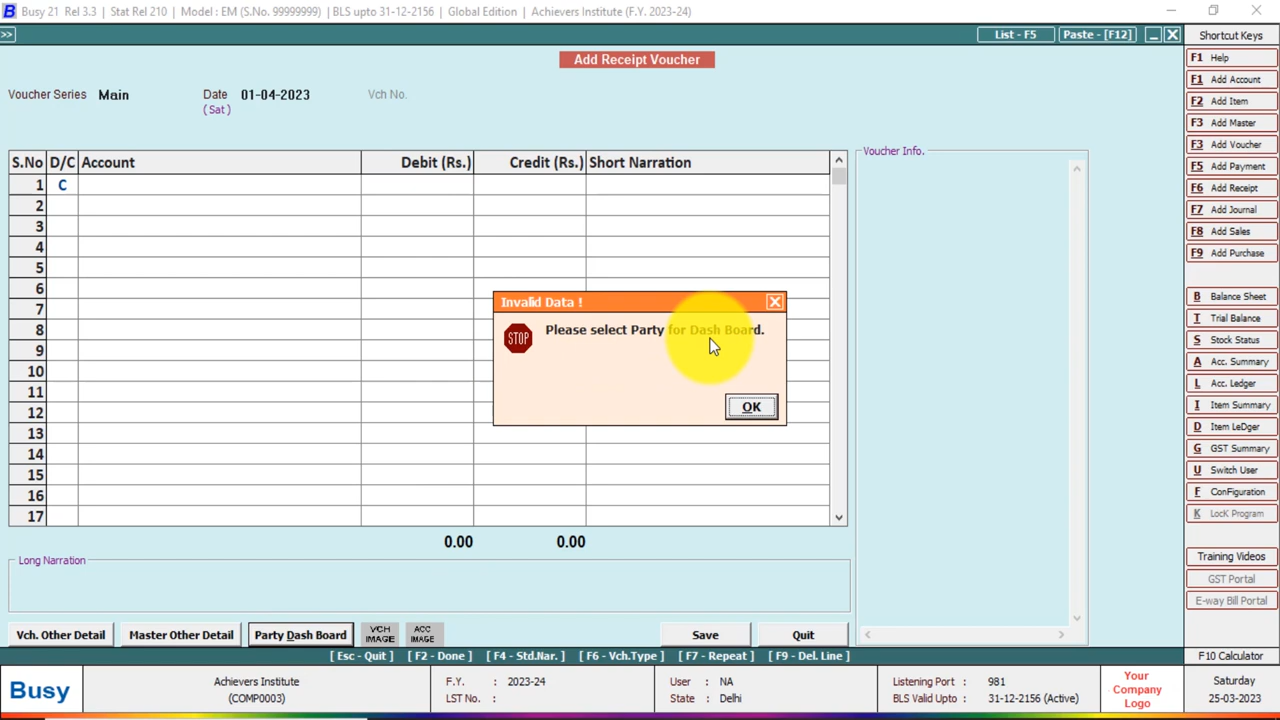 Busy 21 Rel 3.3 | Stat Rel 210 | Model : EM (S.No. 99999999) | BLS upto 31-12-2156 | Global Edition | Achievers Institute (F.Y. 2023-24)
>> List - F5 Paste - [F12] Shortcut Keys
Add Receipt Voucher
Voucher Series Main Date 01-04-2023 Vch No.
( Sat )
S.No D/C Account Debit (Rs.) Credit (Rs.) Short Narration
1 C
2
3
4
5
6
7
8
9
10
11
12
13
14
15
16
17
0.00 0.00
Voucher Info.
Invalid Data !
STOP
Please select Party for Dash Board.
OK
Long Narration
Vch. Other Detail Master Other Detail Party Dash Board VCH IMAGE ACC IMAGE Save Quit
[ Esc - Quit ] [ F2 - Done ] [ F4 - Std.Nar. ] [ F6 - Vch.Type ] [ F7 - Repeat ] [ F9 - Del. Line ]
F1 Help
F1 Add Account
F2 Add Item
F3 Add Master
F3 Add Voucher
F5 Add Payment
F6 Add Receipt
F7 Add Journal
F8 Add Sales
F9 Add Purchase
B Balance Sheet
T Trial Balance
S Stock Status
A Acc. Summary
L Acc. Ledger
I Item Summary
D Item LeDger
G GST Summary
U Switch User
F ConFiguration
K LocK Program
Training Videos
GST Portal
E-way Bill Portal
F10 Calculator
Busy
Achievers Institute
(COMP0003)
F.Y. : 2023-24
LST No. :
User : NA
State : Delhi
Listening Port : 981
BLS Valid Upto : 31-12-2156 (Active)
Your
Company
Logo
Saturday
25-03-2023